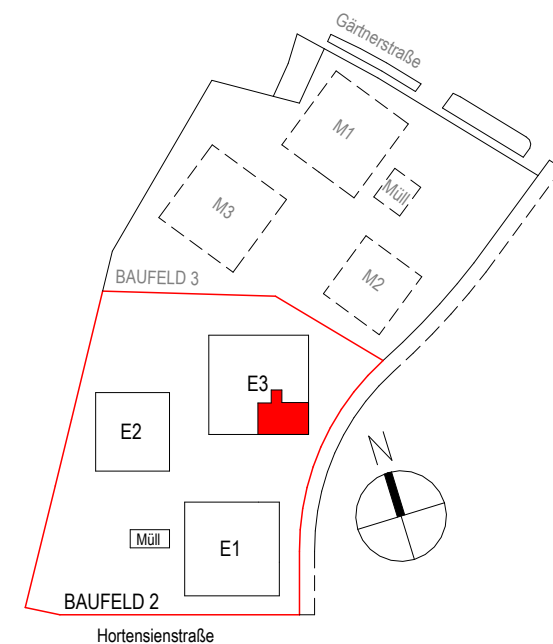 Gärtnerstraße
M1
Müll
M3
M2
BAUFELD 3
E3
E2
N
Müll
E1
BAUFELD 2
Hortensienstraße